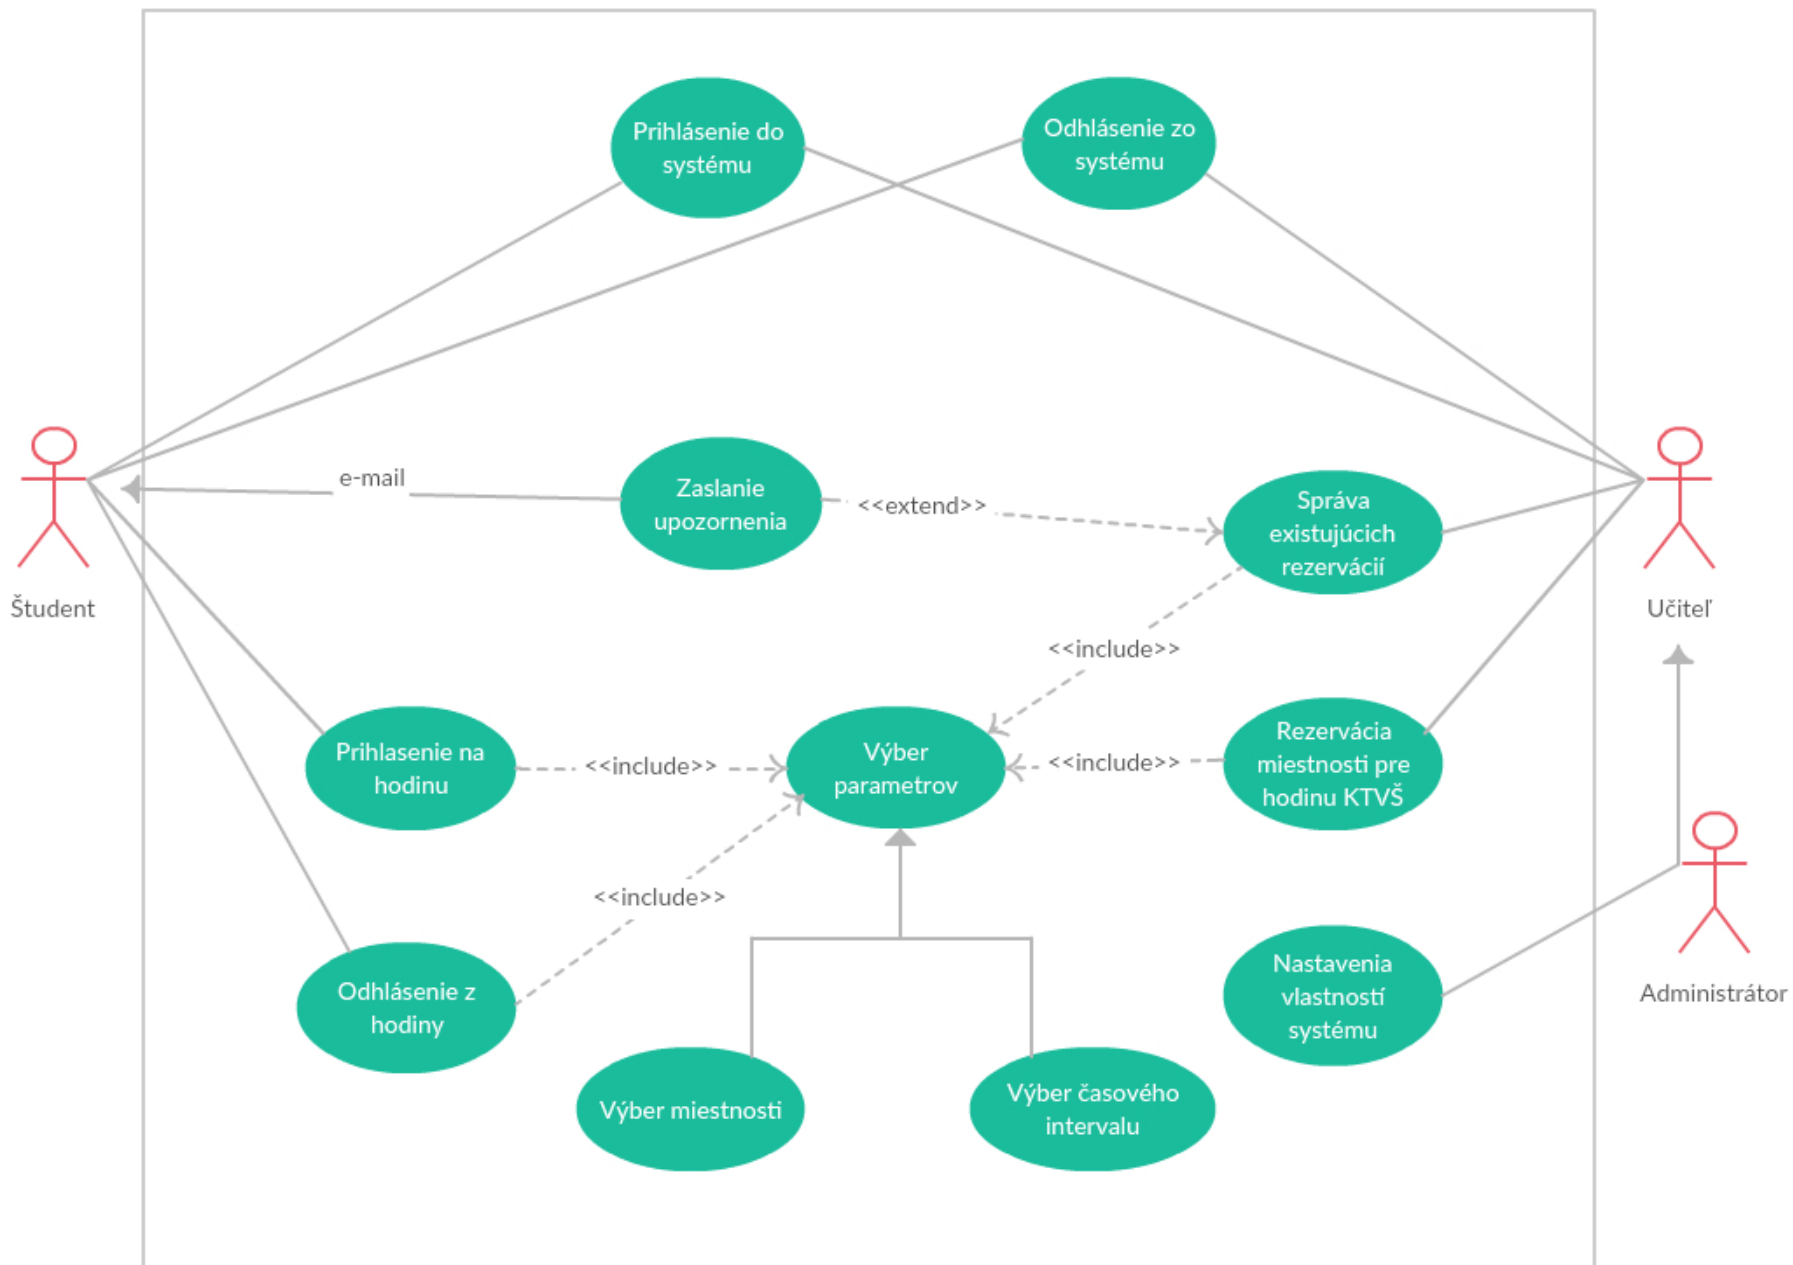 Prihlásenie do
systému
Odhlásenie zo
systému
e-mail
Zaslanie
upozornenia
<<extend>>
Správa
existujúcich
rezervácií
Študent
Učiteľ
<<include>>
Prihlasenie na
hodinu
<<include>>
Výber
parametrov
<<include>>
Rezervácia
miestnosti pre
hodinu KTVŠ
<<include>>
Odhlásenie z
hodiny
Nastavenia
vlastností
systému
Administrátor
Výber miestnosti
Výber časového
intervalu